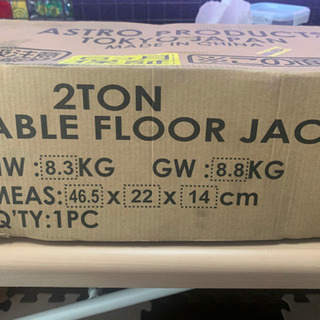 ASTRO PRODUCTS
TOKYO JAPAN
MADE IN CHINA
2TON
ABLE FLOOR JAC
W: 8.3 KG GW: 8.8 KG
MEAS: 46.5 x 22 x 14 cm
Q'TY: 1PC